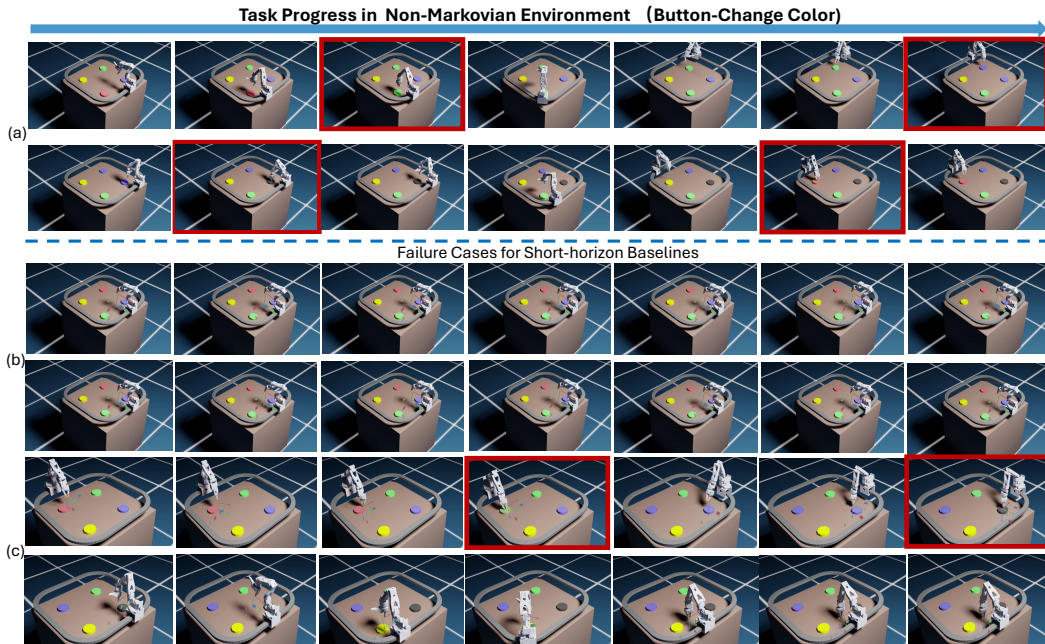 Task Progress in Non-Markovian Environment (Button-Change Color)
(a)
Failure Cases for Short-horizon Baselines
(b)
(c)